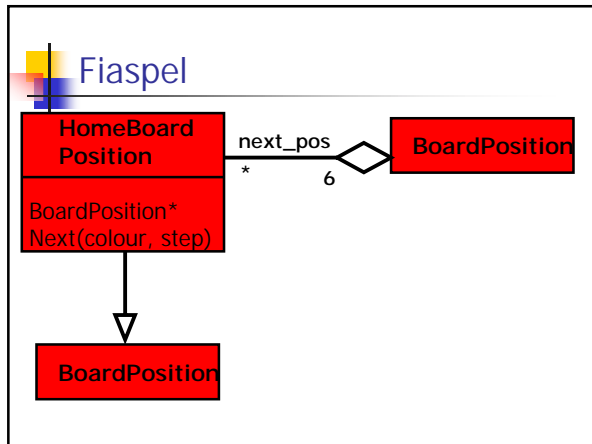 Fiaspel
HomeBoard
Position
next_pos
BoardPosition
*
6
BoardPosition*
Next(colour, step)
BoardPosition